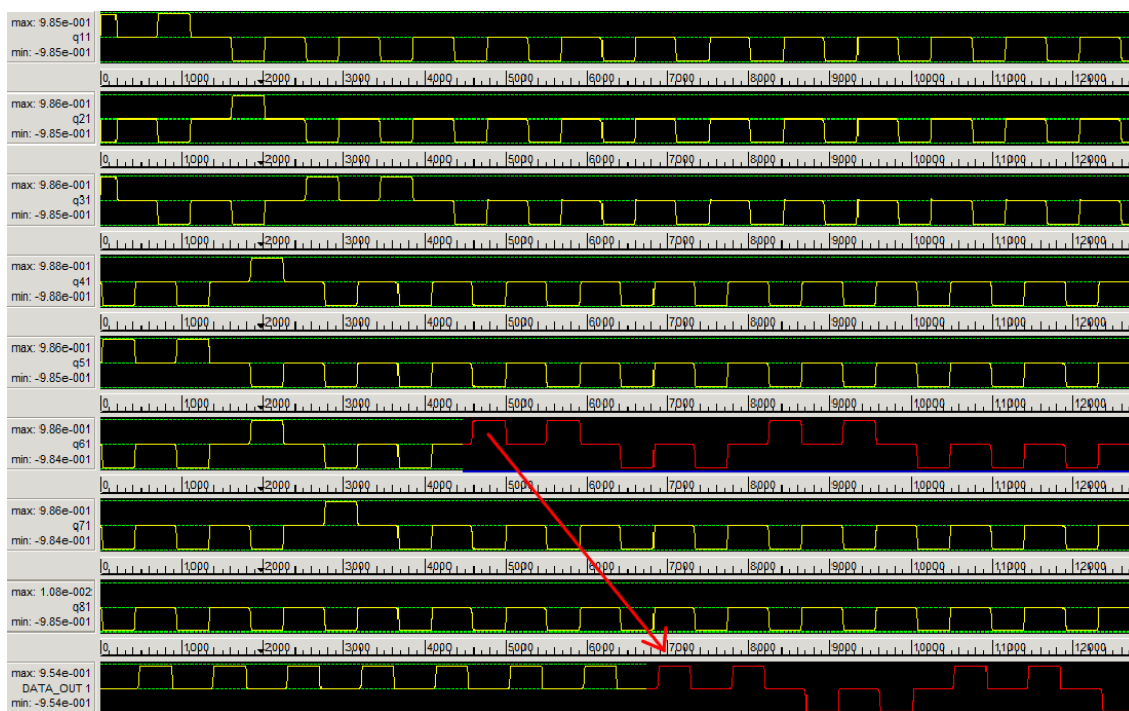 max: 9.85e-001
q11
min: -9.85e-001
0 1000 2000 3000 4000 5000 6000 7000 8000 9000 10000 11000 12000
max: 9.86e-001
q21
min: -9.85e-001
0 1000 2000 3000 4000 5000 6000 7000 8000 9000 10000 11000 12000
max: 9.86e-001
q31
min: -9.85e-001
0 1000 2000 3000 4000 5000 6000 7000 8000 9000 10000 11000 12000
max: 9.88e-001
q41
min: -9.88e-001
0 1000 2000 3000 4000 5000 6000 7000 8000 9000 10000 11000 12000
max: 9.86e-001
q51
min: -9.85e-001
0 1000 2000 3000 4000 5000 6000 7000 8000 9000 10000 11000 12000
max: 9.86e-001
q61
min: -9.84e-001
0 1000 2000 3000 4000 5000 6000 7000 8000 9000 10000 11000 12000
max: 9.86e-001
q71
min: -9.84e-001
0 1000 2000 3000 4000 5000 6000 7000 8000 9000 10000 11000 12000
max: 1.08e-002
q81
min: -9.85e-001
0 1000 2000 3000 4000 5000 6000 7000 8000 9000 10000 11000 12000
max: 9.54e-001
DATA_OUT 1
min: -9.54e-001